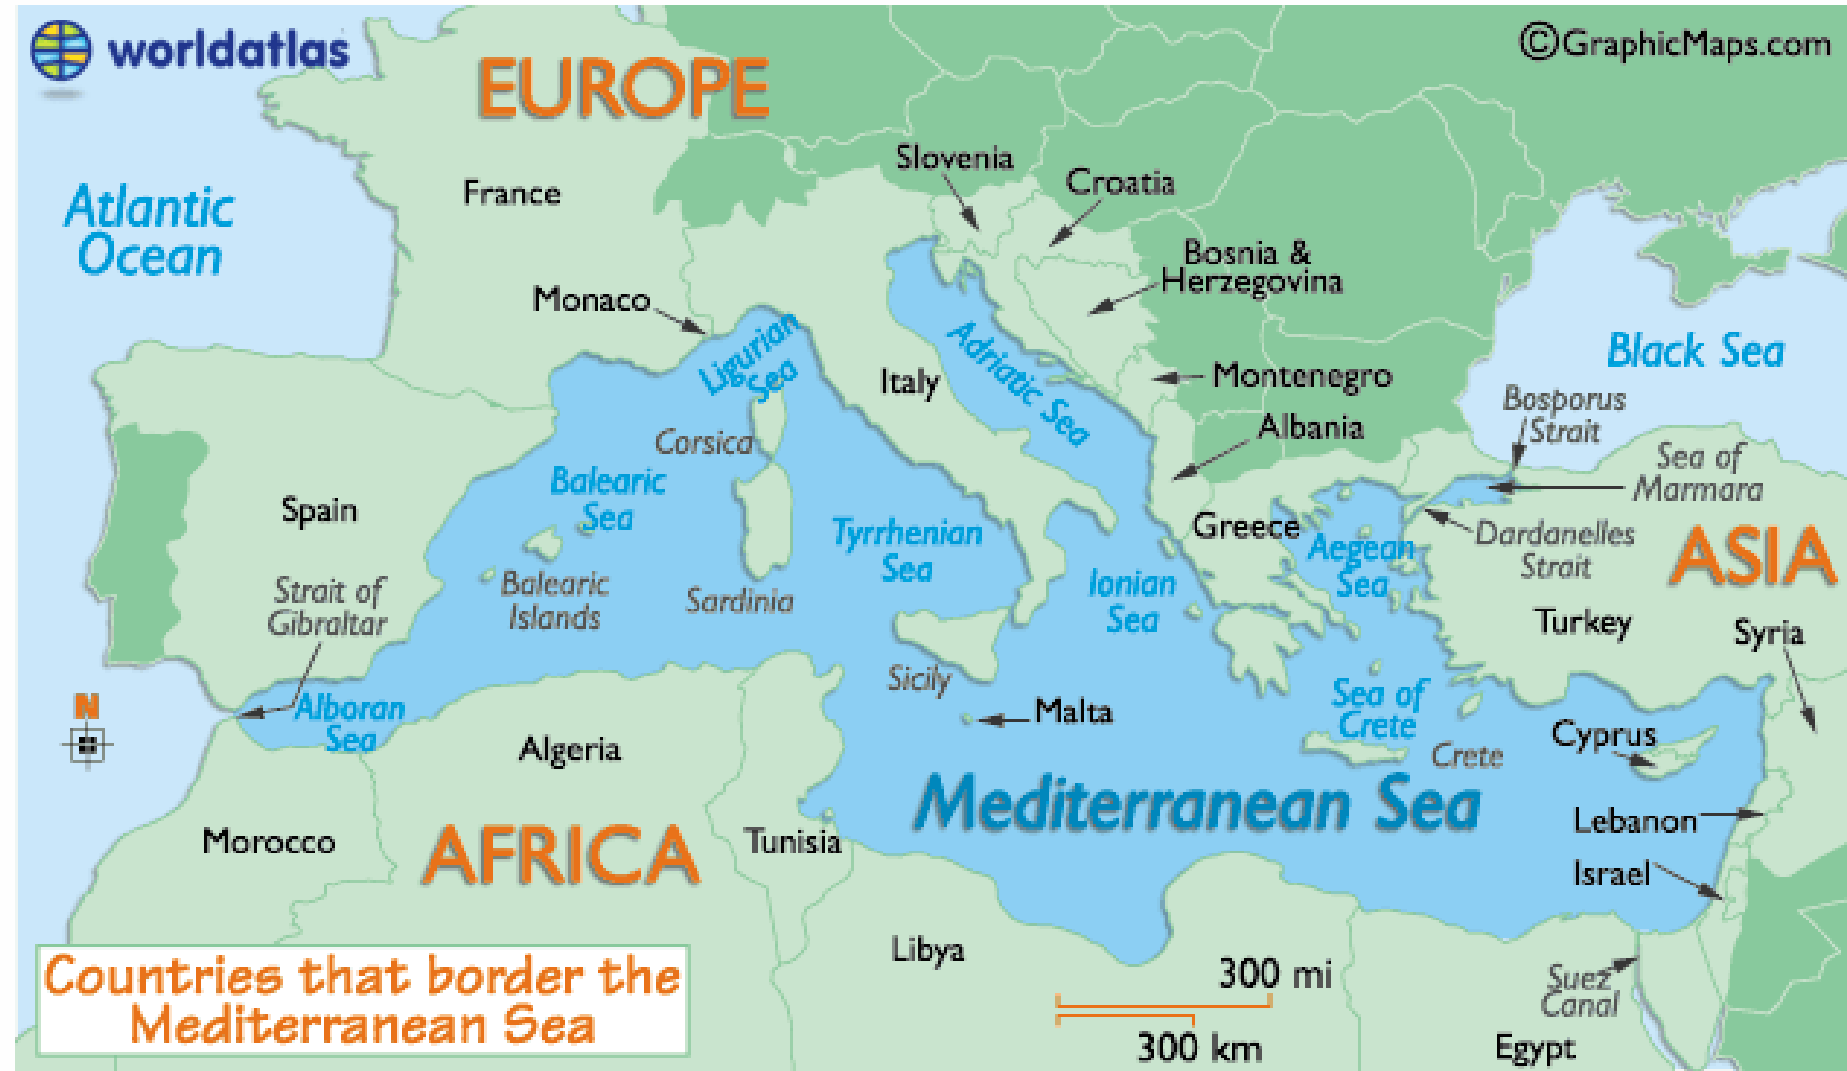 worldatlas
©GraphicMaps.com
EUROPE
Atlantic
Ocean
France
Slovenia
Croatia
Bosnia &
Herzegovina
Monaco
Ligurian
Sea
Italy
Adriatic Sea
Montenegro
Albania
Black Sea
Bosporus
Strait
Sea of
Marmara
Dardanelles
Strait
ASIA
Corsica
Balearic
Sea
Spain
Tyrrhenian
Sea
Greece
Aegean
Sea
Ionian
Sea
Balearic
Islands
Sardinia
Strait of
Gibraltar
Turkey
Syria
Sicily
Malta
Sea of
Crete
Crete
Cyprus
N
Alboran
Sea
Algeria
Mediterranean Sea
Lebanon
Israel
Morocco
AFRICA
Tunisia
Libya
Countries that border the
Mediterranean Sea
300 mi
300 km
Suez
Canal
Egypt